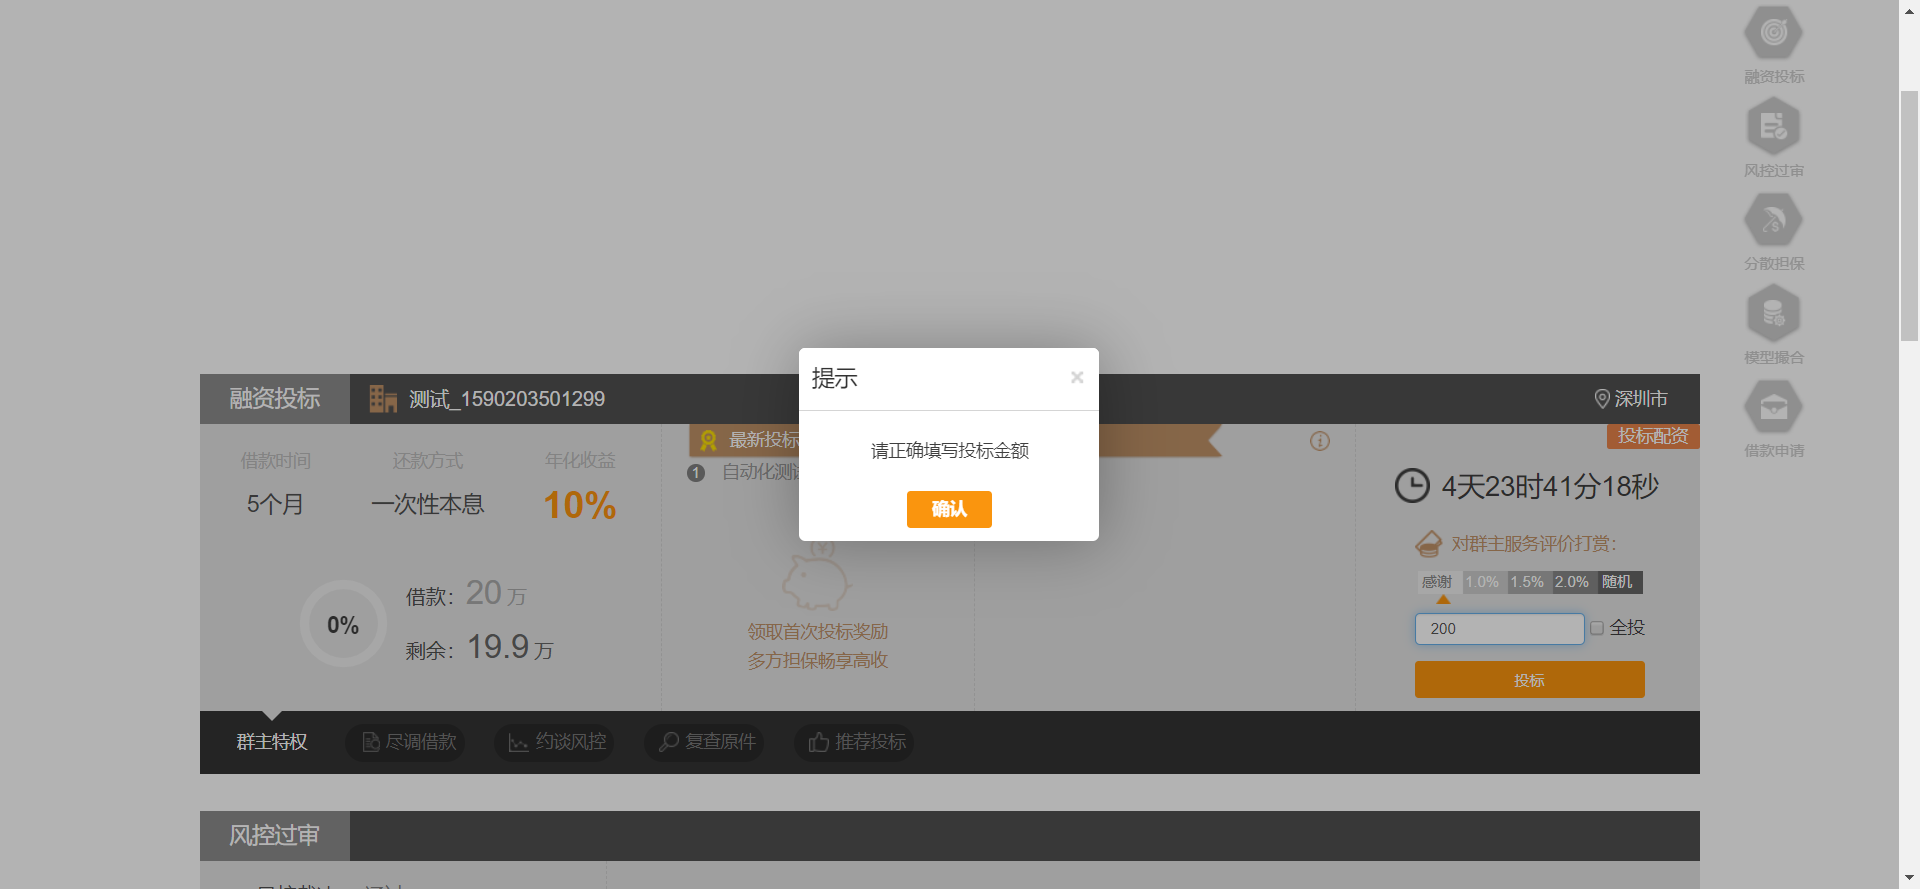 融资投标
风控过审
分散担保
模型撮合
借款申请
提示
×
请正确填写投标金额
确认
融资投标
测试_1590203501299
深圳市
借款时间
还款方式
年化收益
5个月
一次性本息
10%
0%
借款：20万
剩余：19.9万
最新投标
1 自动化测
领取首次投标奖励
多方担保畅享高收
投标配资
4天23时41分18秒
对群主服务评价打赏：
感谢 1.0% 1.5% 2.0% 随机
200
全投
投标
群主特权
尽调借款
约谈风控
复查原件
推荐投标
风控过审